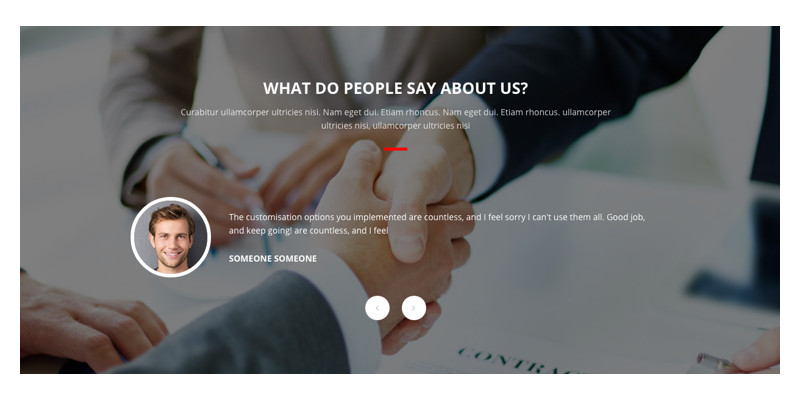 WHAT DO PEOPLE SAY ABOUT US?
Curabitur ullamcorper ultricies nisi. Nam eget dui. Etiam rhoncus. Nam eget dui. Etiam rhoncus. ullamcorper
ultricies nisi, ullamcorper ultricies nisi
The customisation options you implemented are countless, and I feel sorry I can't use them all. Good job,
and keep going! are countless, and I feel
SOMEONE SOMEONE
CONTRAC